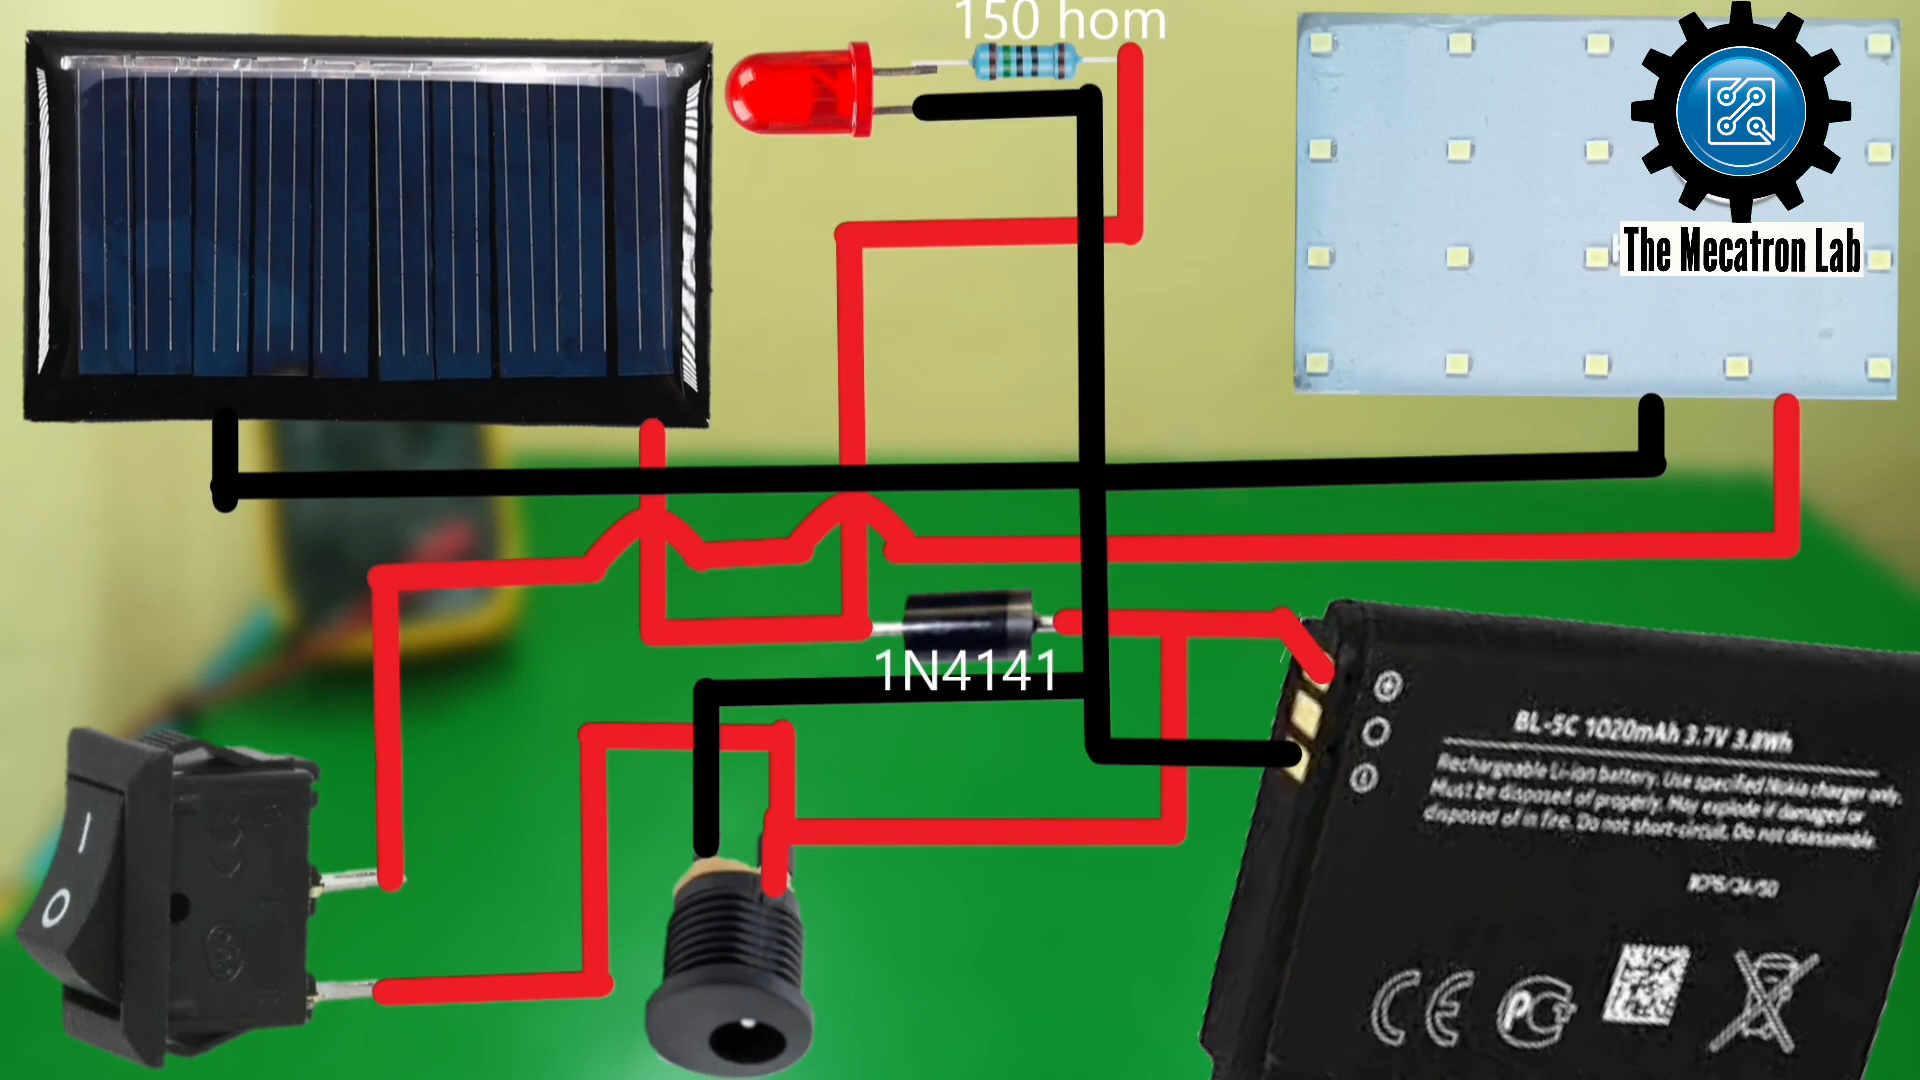 150 hom
The Mecatron Lab
1N4141
BL-5C 1020mAh 3.7V 3.8Wh
Rechargeable Li-ion battery. Use specified Nokia charger only.
Must be disposed of properly. May explode if damaged or
disposed of in fire. Do not short-circuit. Do not disassemble.
I
O
CE